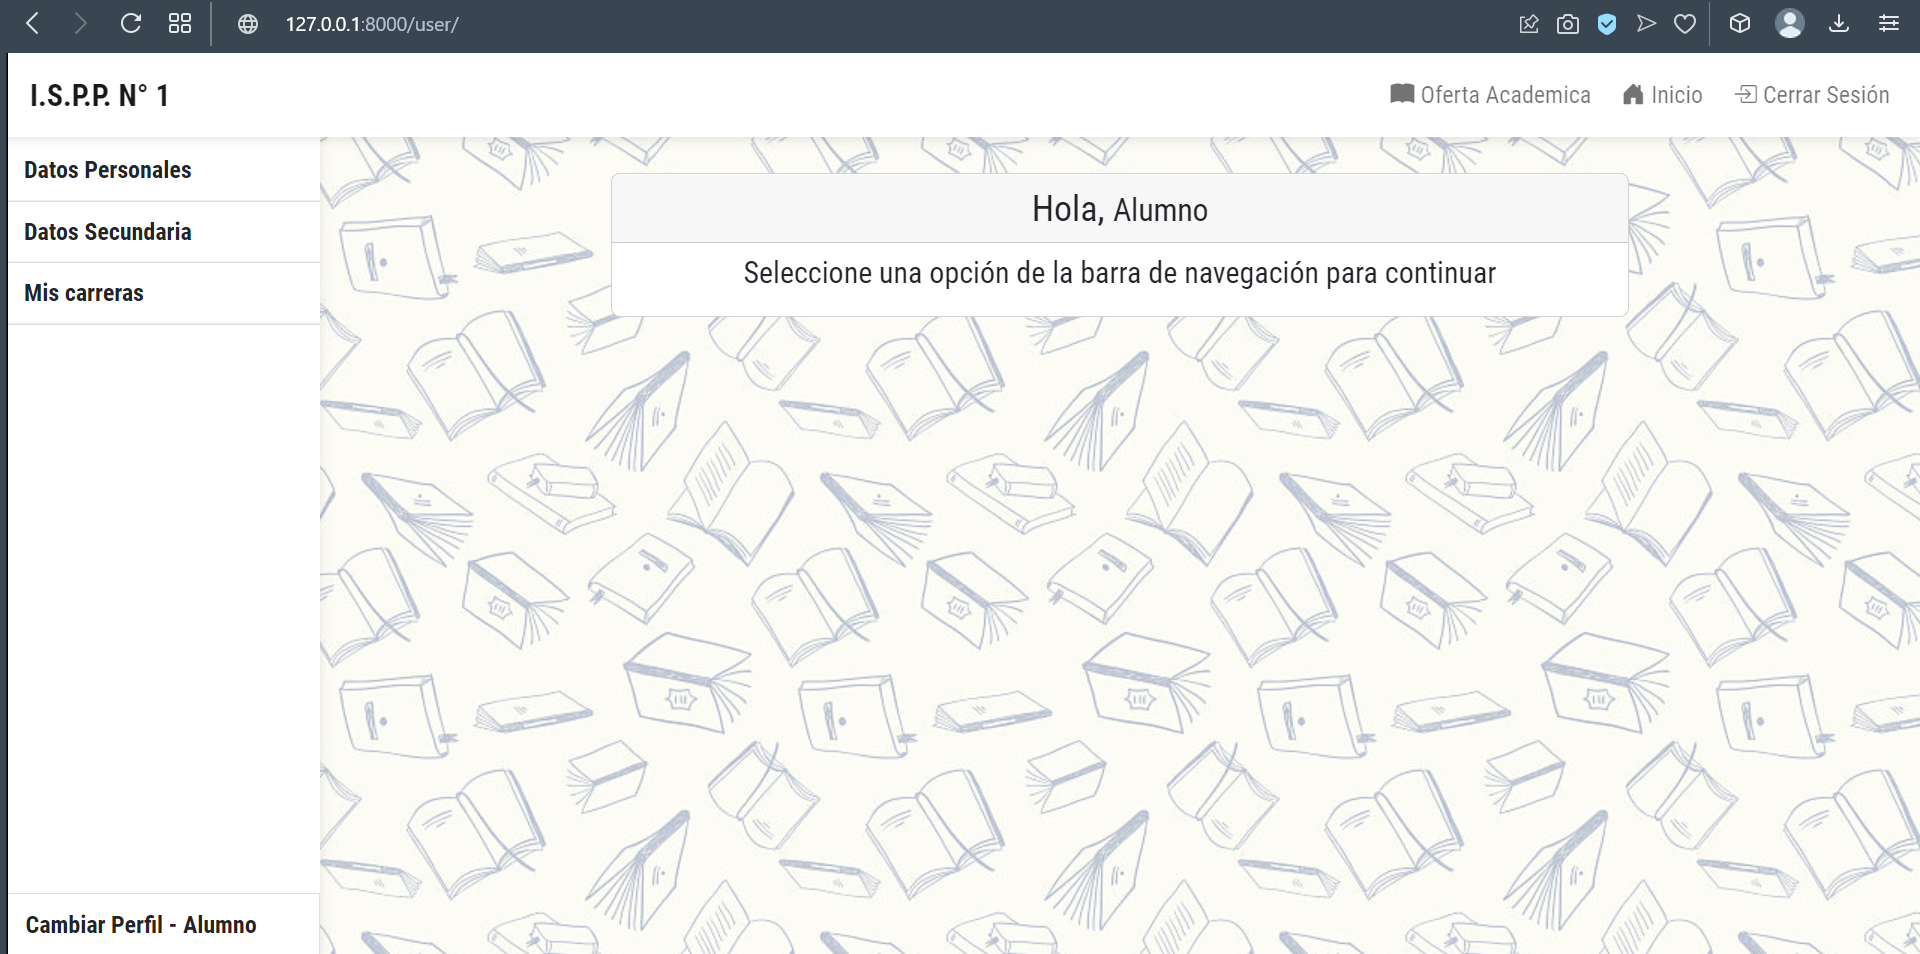 127.0.0.1:8000/user/
I.S.P.P. N° 1
Oferta Academica
Inicio
Cerrar Sesión
Datos Personales
Datos Secundaria
Mis carreras
Hola, Alumno
Seleccione una opción de la barra de navegación para continuar
Cambiar Perfil - Alumno